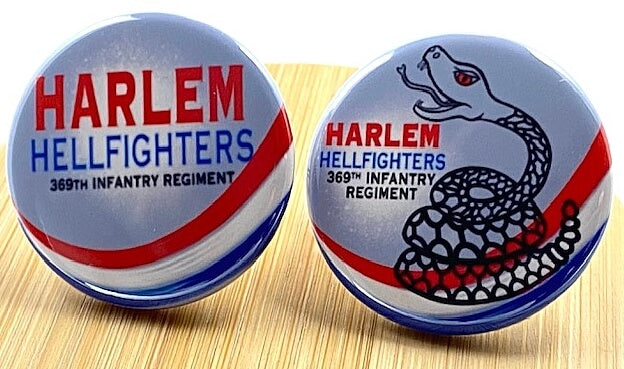 HARLEM
HELLFIGHTERS
369TH INFANTRY REGIMENT
HARLEM
HELLFIGHTERS
369TH INFANTRY
REGIMENT